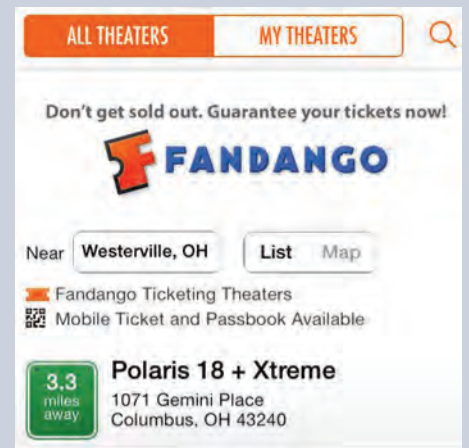 ALL THEATERS MY THEATERS
Don't get sold out. Guarantee your tickets now!
FANDANGO
Near Westerville, OH List Map
Fandango Ticketing Theaters
Mobile Ticket and Passbook Available
3.3 miles away
Polaris 18 + Xtreme
1071 Gemini Place
Columbus, OH 43240